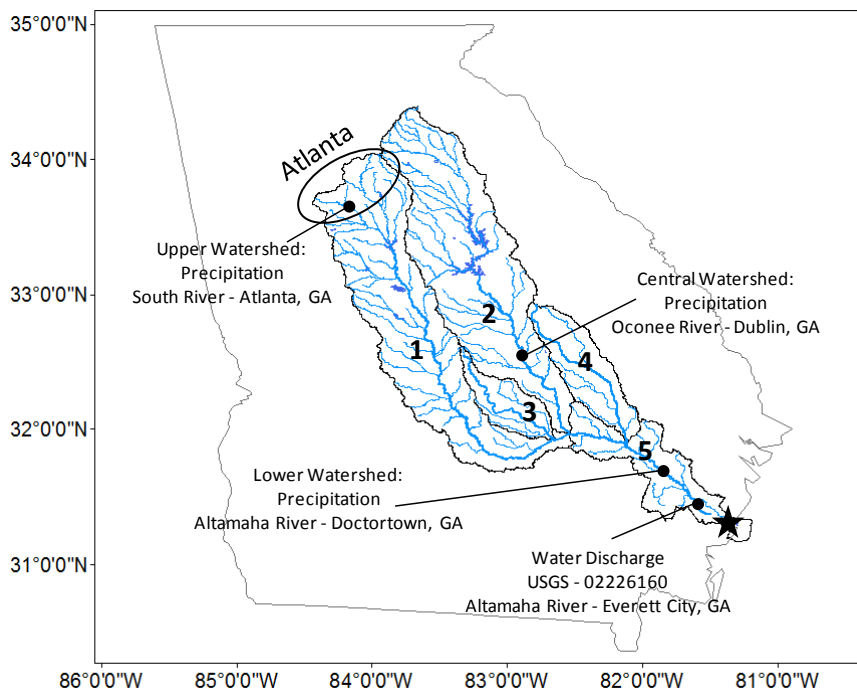 35°0'0"N
34°0'0"N
33°0'0"N
32°0'0"N
31°0'0"N
Atlanta
Upper Watershed:
Precipitation
South River - Atlanta, GA
Central Watershed:
Precipitation
Oconee River - Dublin, GA
2
1
4
3
5
Lower Watershed:
Precipitation
Altamaha River - Doctortown, GA
Water Discharge
USGS - 02226160
Altamaha River - Everett City, GA
86°0'0"W
85°0'0"W
84°0'0"W
83°0'0"W
82°0'0"W
81°0'0"W